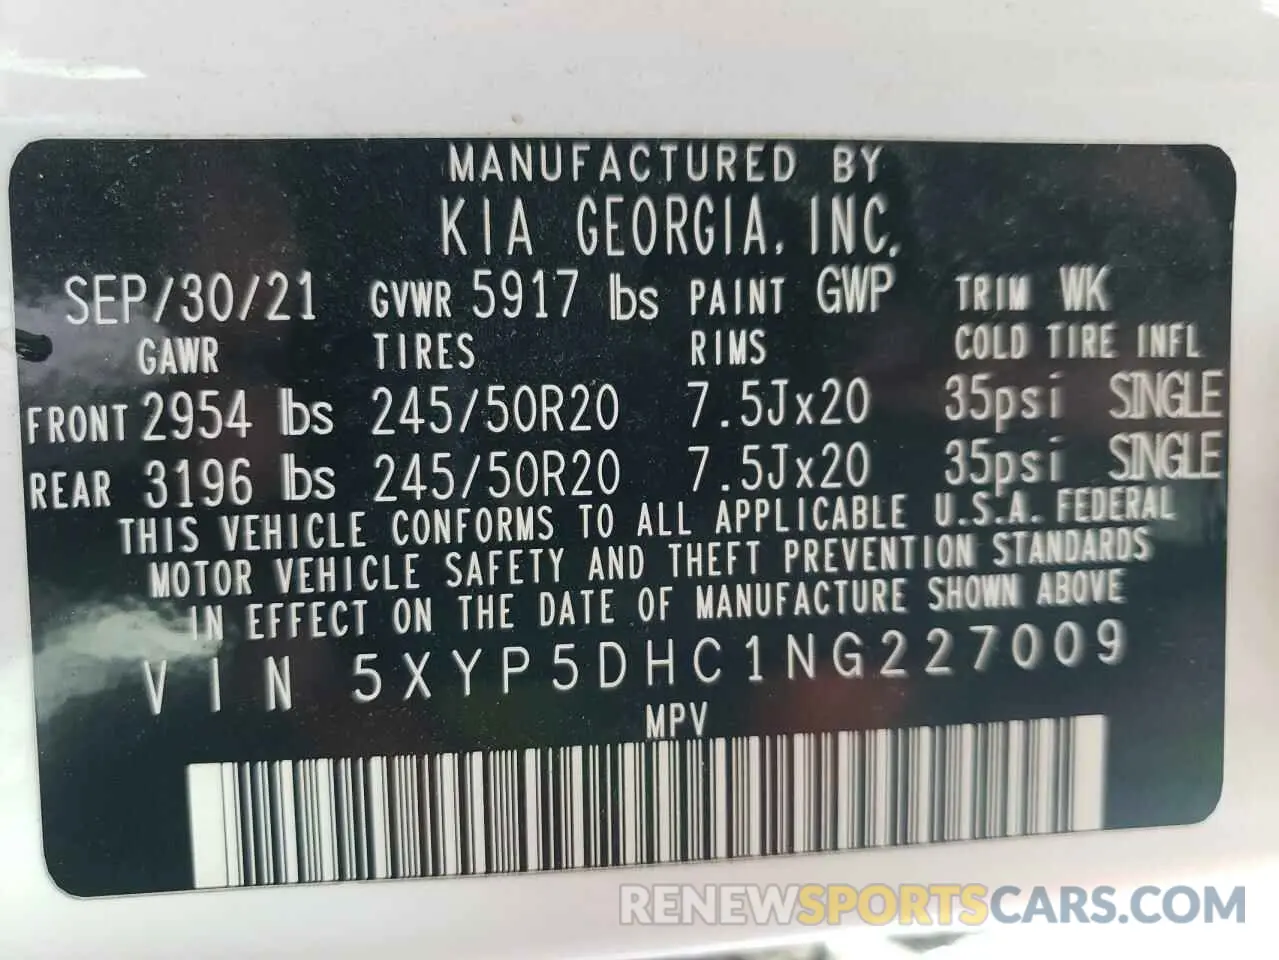 MANUFACTURED BY
KIA GEORGIA, INC.
SEP/30/21 GVWR 5917 lbs PAINT GWP TRIM WK
GAWR TIRES RIMS COLD TIRE INFL
FRONT 2954 lbs 245/50R20 7.5Jx20 35psi SINGLE
REAR 3196 lbs 245/50R20 7.5Jx20 35psi SINGLE
THIS VEHICLE CONFORMS TO ALL APPLICABLE U.S.A. FEDERAL
MOTOR VEHICLE SAFETY AND THEFT PREVENTION STANDARDS
IN EFFECT ON THE DATE OF MANUFACTURE SHOWN ABOVE
VIN 5XYP5DHC1NG227009
MPV
RENEWSPORTSCARS.COM